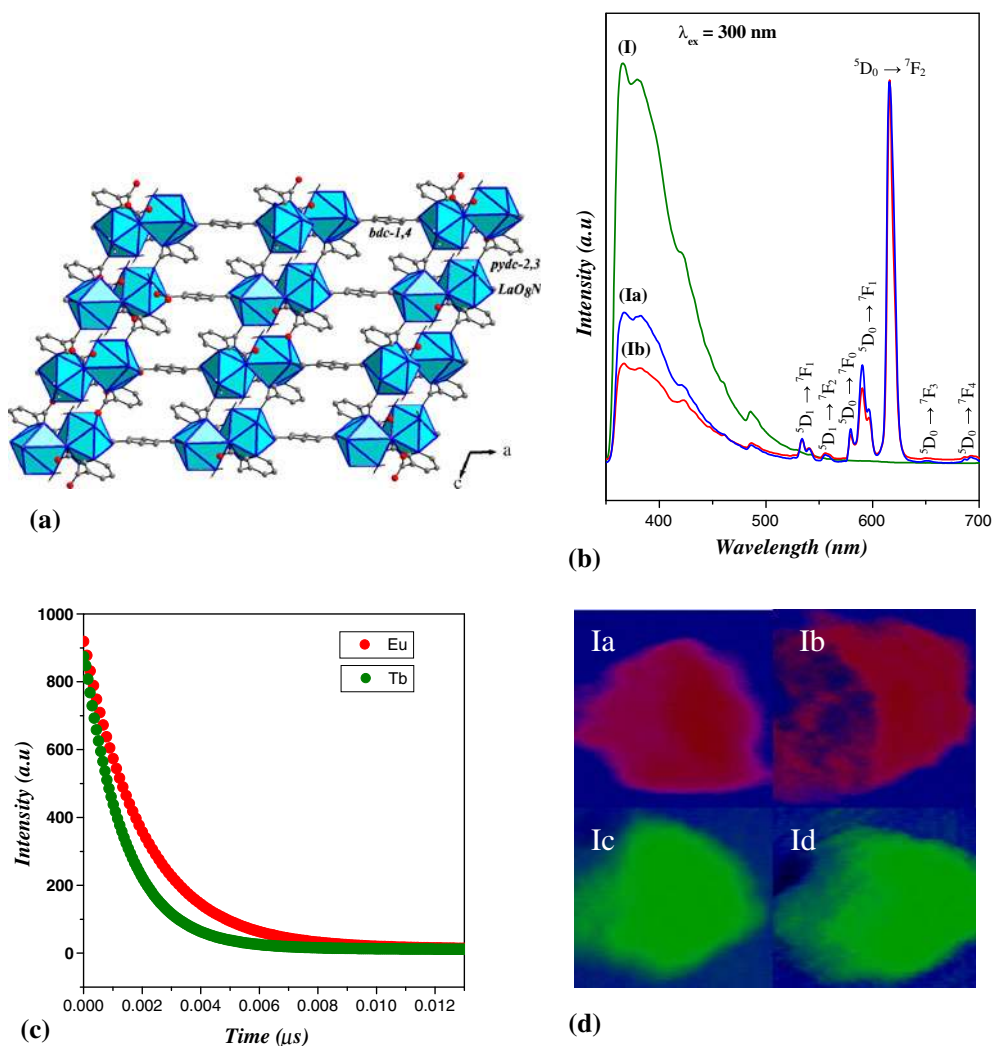 bdc-1,4
pydc-2,3
LaO8N
a
c
(a)
λex = 300 nm
(I)
(Ia)
(Ib)
⁵D₁ → ⁷F₁
⁵D₁ → ⁷F₂
⁵D₀ → ⁷F₀
⁵D₀ → ⁷F₁
⁵D₀ → ⁷F₂
⁵D₀ → ⁷F₃
⁵D₀ → ⁷F₄
Intensity (a.u)
400
500
600
700
Wavelength (nm)
(b)
1000
800
600
400
200
0
Intensity (a.u)
Eu
Tb
0.000
0.002
0.004
0.006
0.008
0.010
0.012
Time (μs)
(c)
Ia
Ib
Ic
Id
(d)